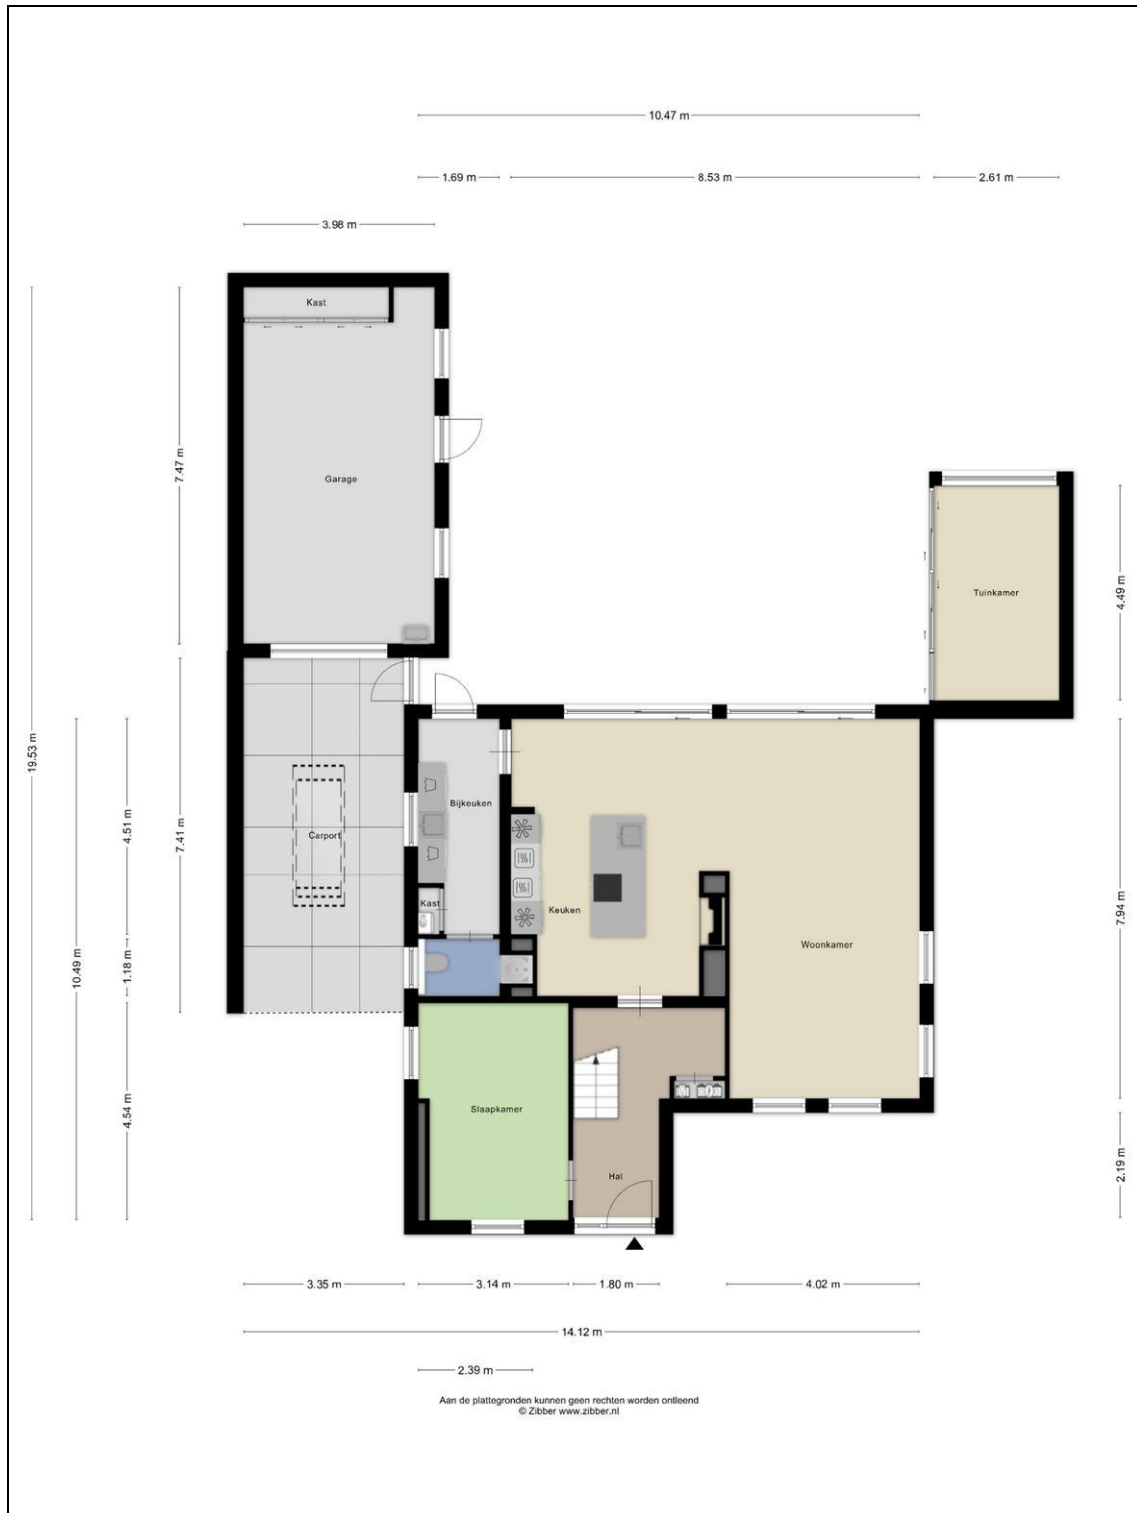 10.47 m
1.69 m
8.53 m
2.61 m
3.98 m
Kast
7.47 m
Garage
4.49 m
Tuinkamer
19.53 m
Bijkeuken
4.51 m
7.41 m
Carport
Kast
Keuken
7.94 m
Woonkamer
10.49 m
1.18 m
4.54 m
Slaapkamer
Hal
2.19 m
3.35 m
3.14 m
1.80 m
4.02 m
14.12 m
2.39 m
Aan de plattegronden kunnen geen rechten worden ontleend
© Zibber www.zibber.nl